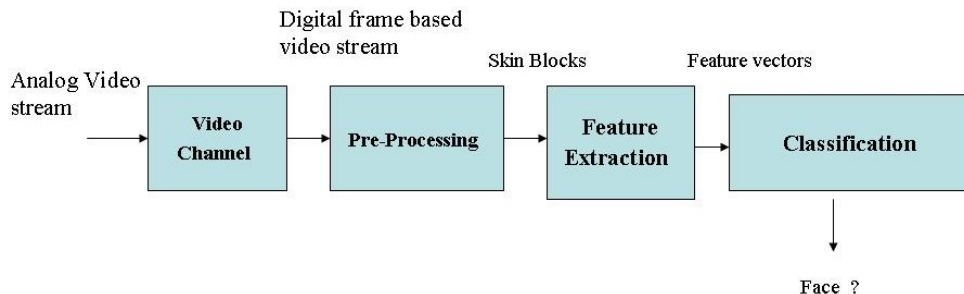 Digital frame based
video stream
Skin Blocks
Feature vectors
Analog Video
stream
Video
Channel
Pre-Processing
Feature
Extraction
Classification
Face ?